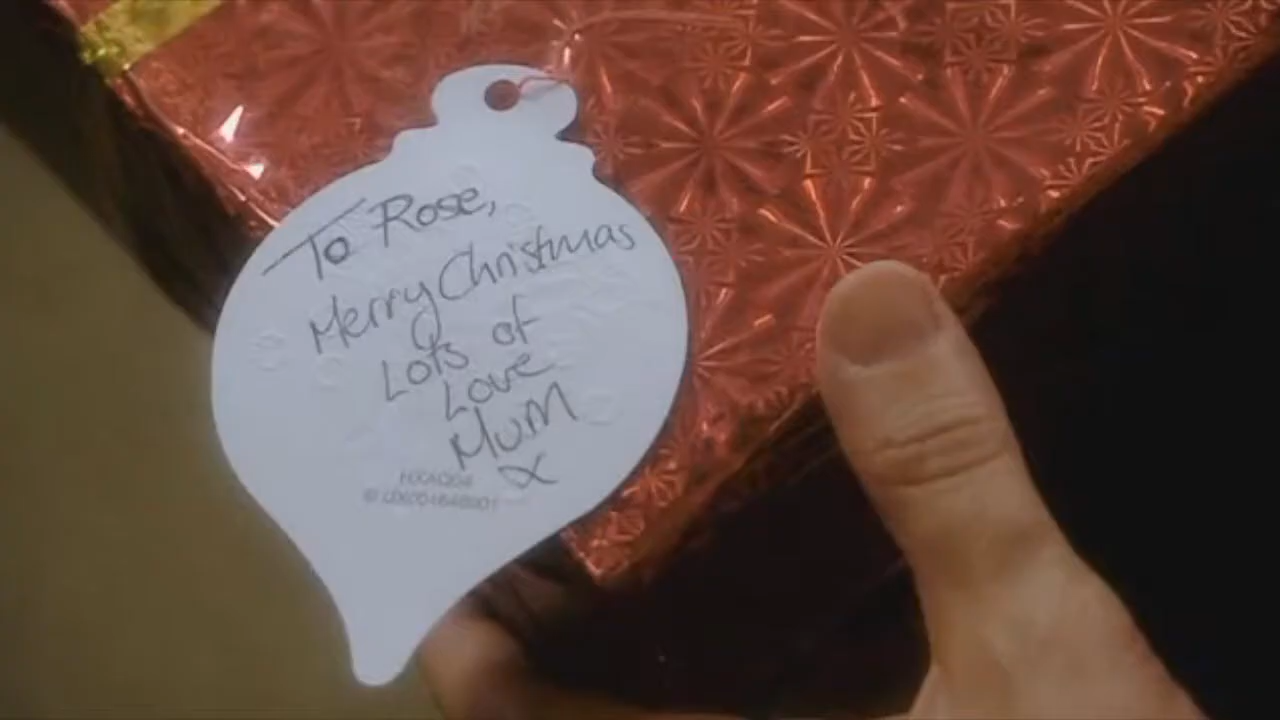 To Rose,
Merry Christmas
Lots of
Love
Mum
x